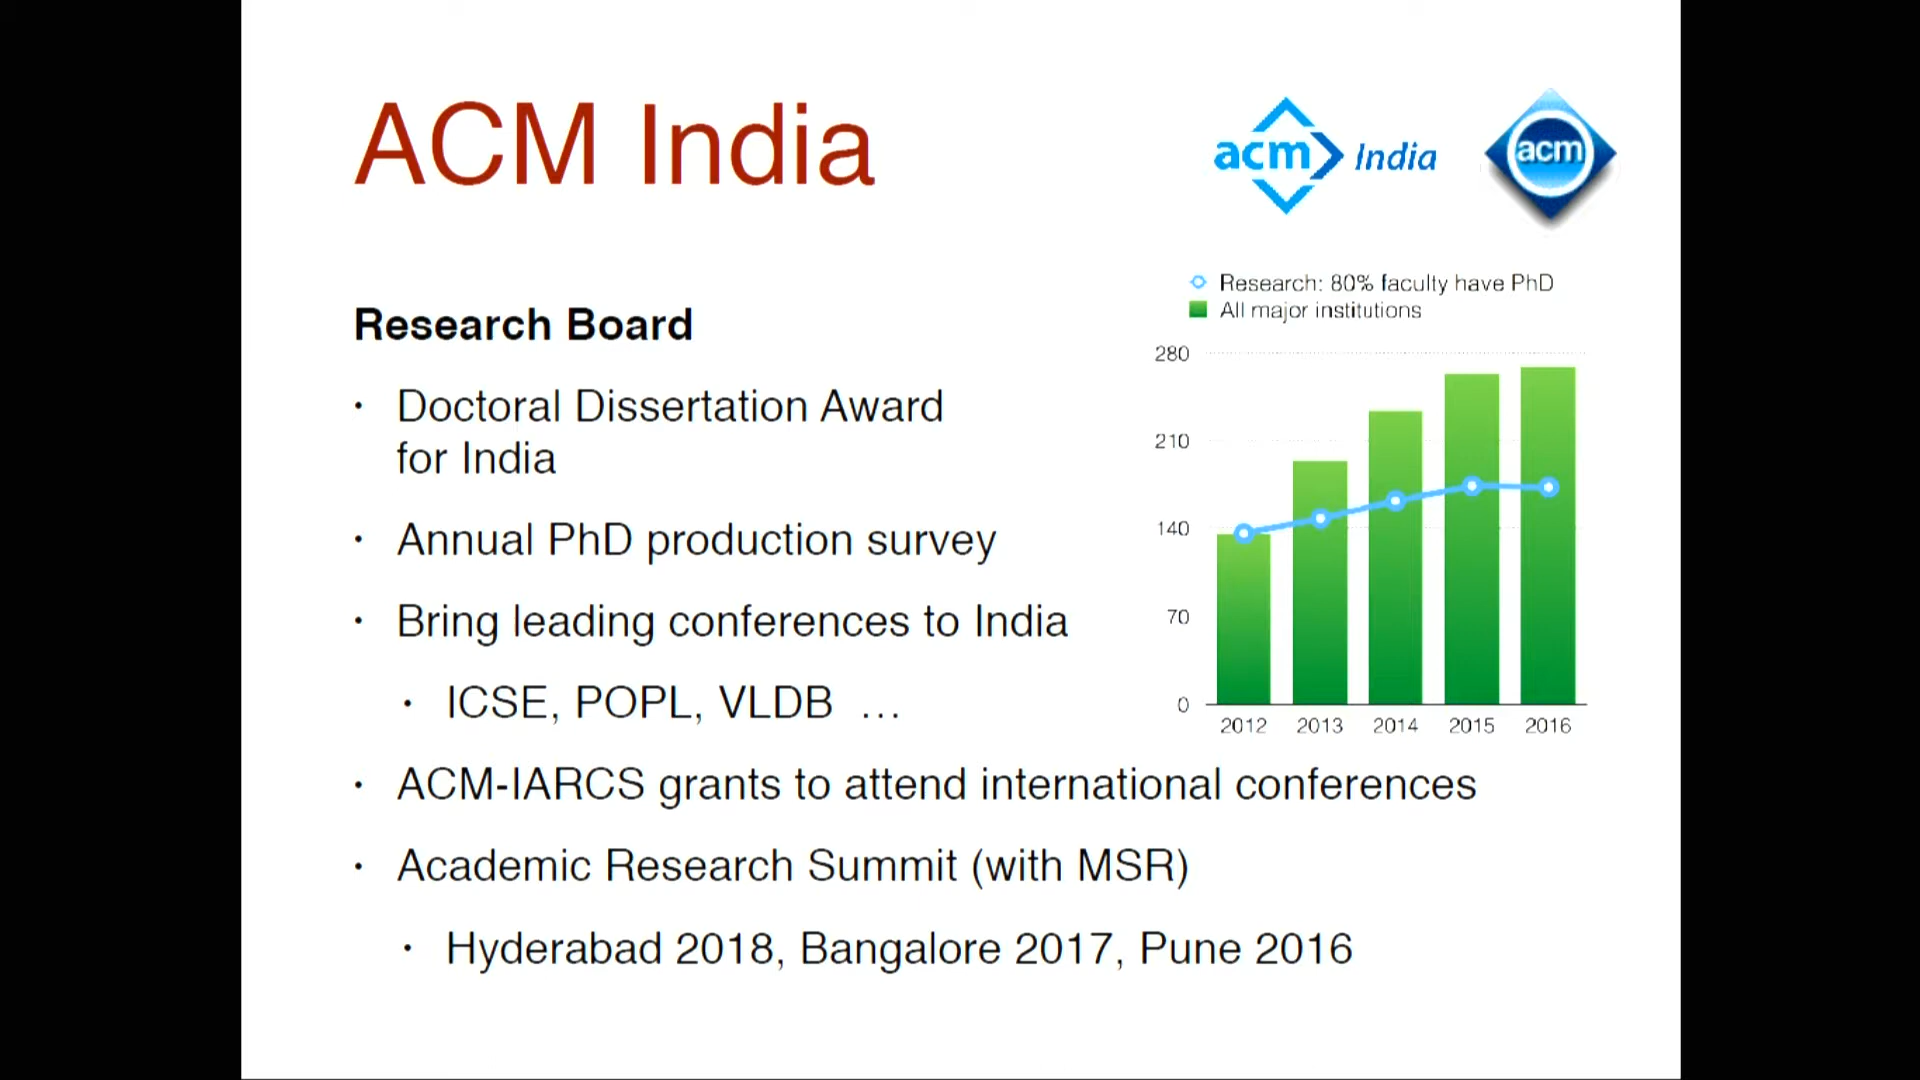 ACM India
acm India
acm
Research: 80% faculty have PhD
All major institutions
280
210
140
70
0
2012 2013 2014 2015 2016
Research Board
• Doctoral Dissertation Award
for India
• Annual PhD production survey
• Bring leading conferences to India
• ICSE, POPL, VLDB …
• ACM-IARCS grants to attend international conferences
• Academic Research Summit (with MSR)
• Hyderabad 2018, Bangalore 2017, Pune 2016